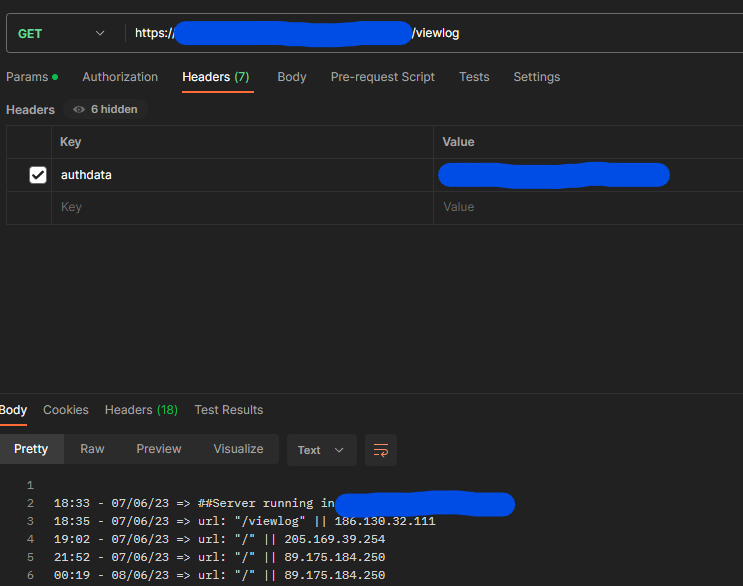 GET https:// /viewlog
Params Authorization Headers (7) Body Pre-request Script Tests Settings
Headers 6 hidden
Key Value
authdata
Key Value
Body Cookies Headers (18) Test Results
Pretty Raw Preview Visualize Text
1
2 18:33 - 07/06/23 => ##Server running in
3 18:35 - 07/06/23 => url: "/viewlog" || 186.130.32.111
4 19:02 - 07/06/23 => url: "/" || 205.169.39.254
5 21:52 - 07/06/23 => url: "/" || 89.175.184.250
6 00:19 - 08/06/23 => url: "/" || 89.175.184.250